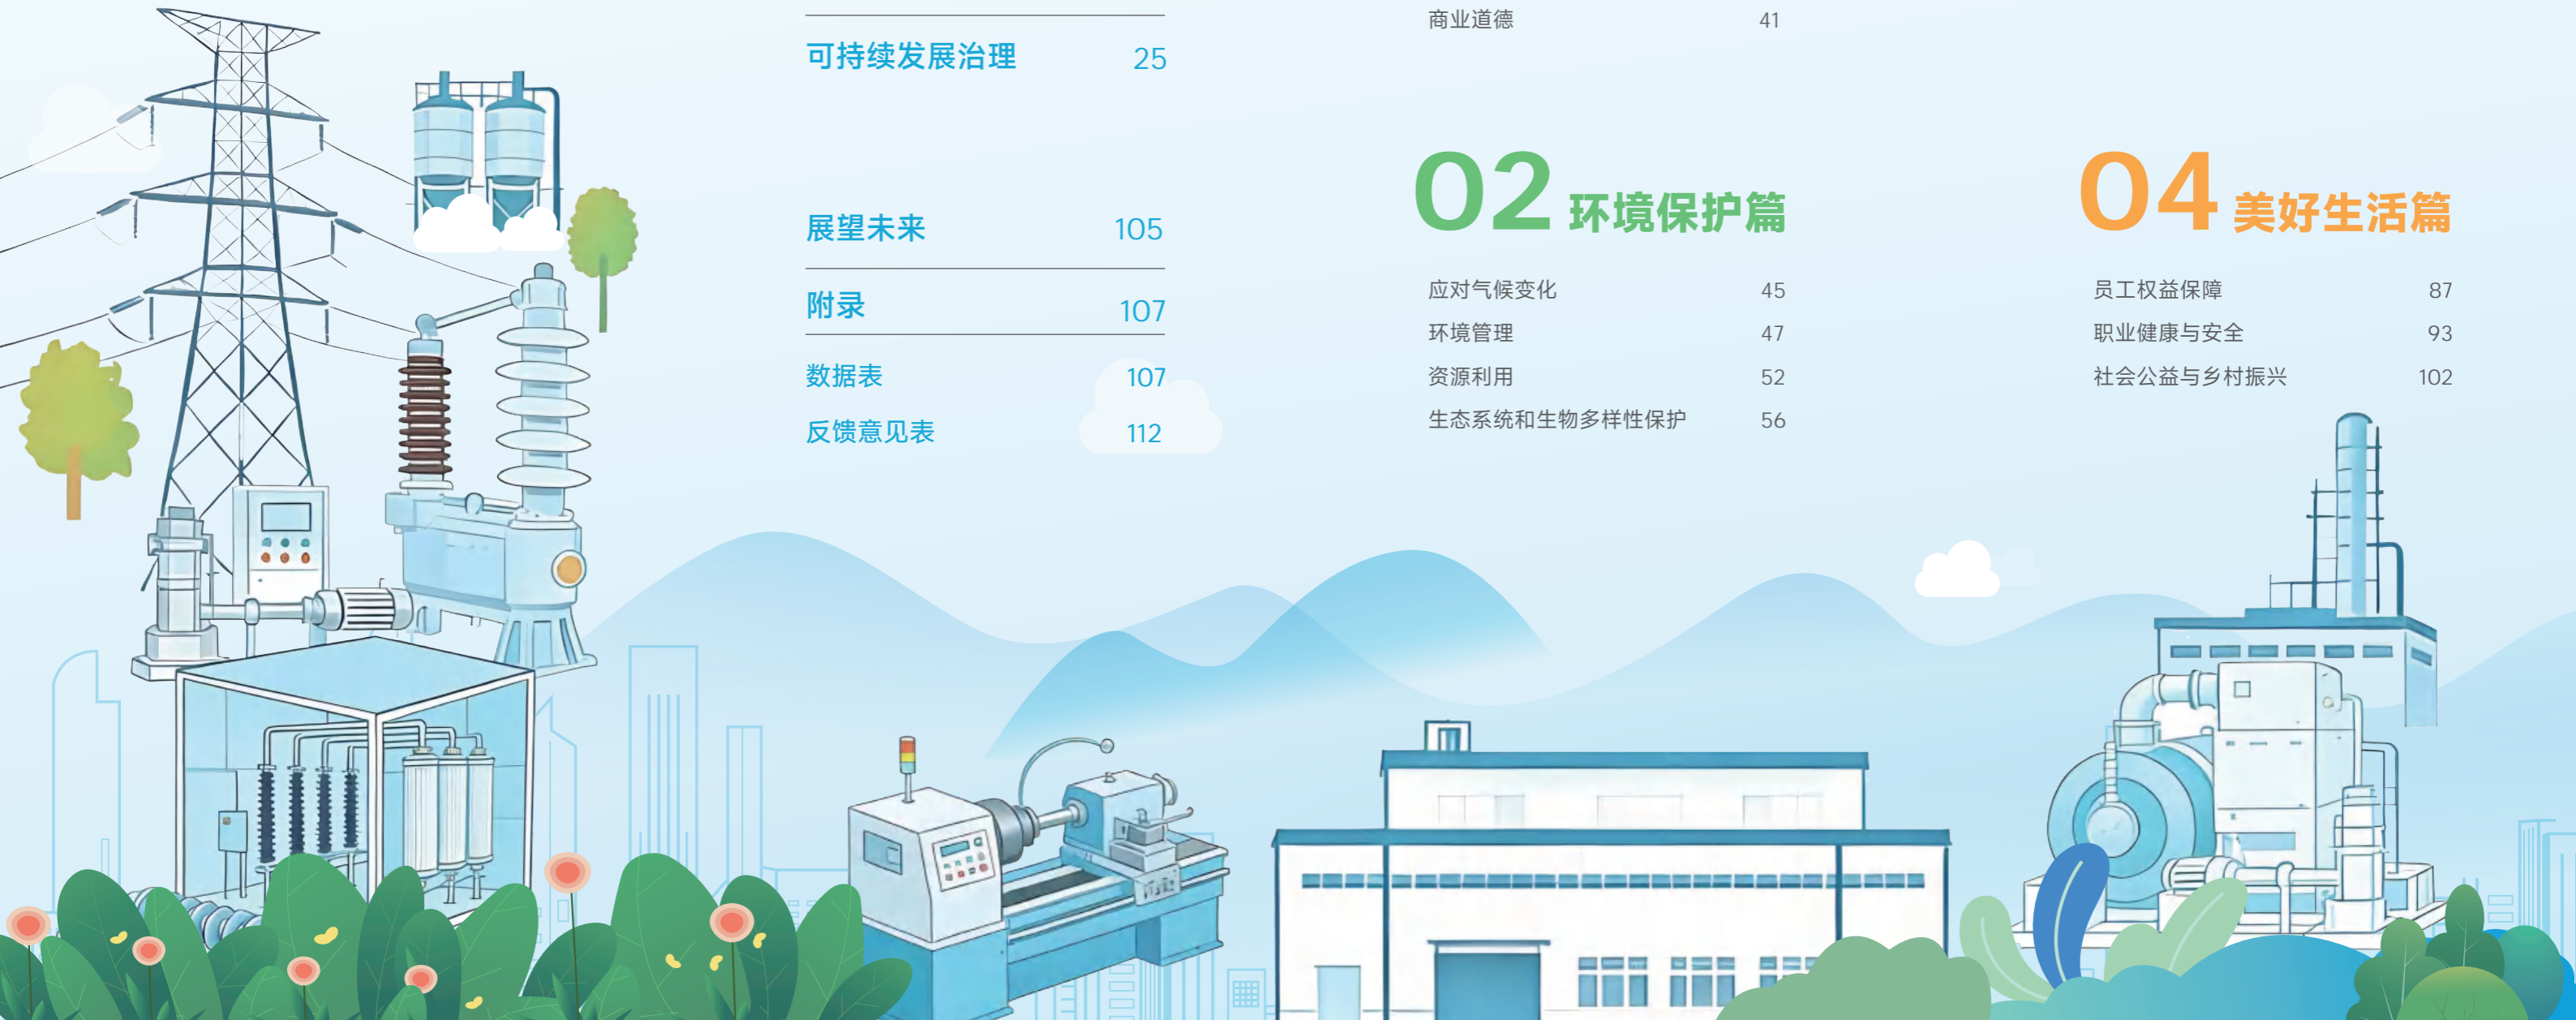 可持续发展治理 25
展望未来 105
附录 107
数据表 107
反馈意见表 112
商业道德 41
02 环境保护篇
应对气候变化 45
环境管理 47
资源利用 52
生态系统和生物多样性保护 56
04 美好生活篇
员工权益保障 87
职业健康与安全 93
社会公益与乡村振兴 102